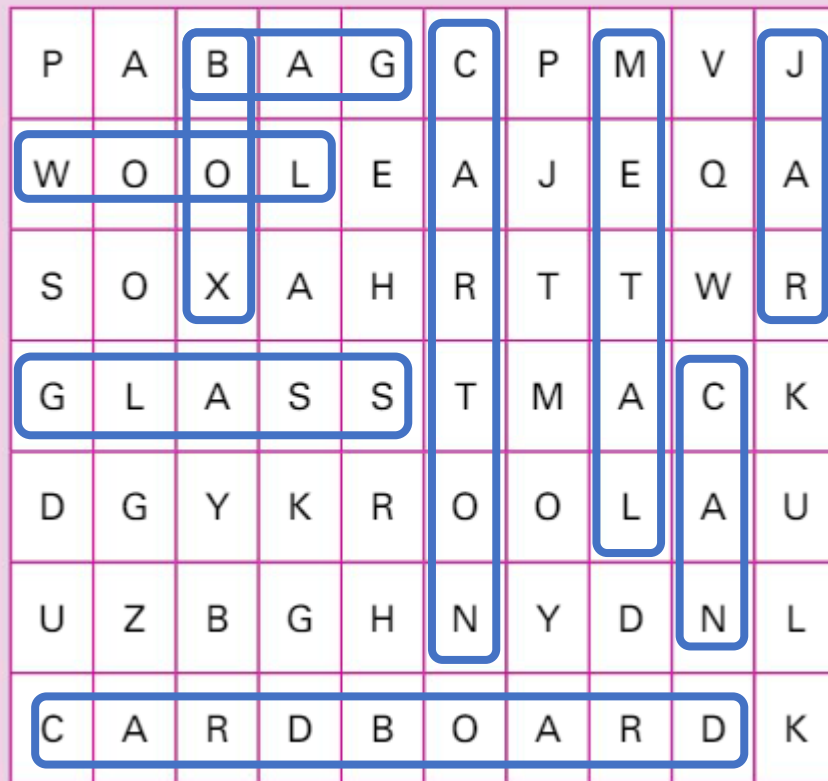 P A B A G C P M V J
W O O L E A J E Q A
S O X A H R T T W R
G L A S S T M A C K
D G Y K R O O L A U
U Z B G H N Y D N L
C A R D B O A R D K